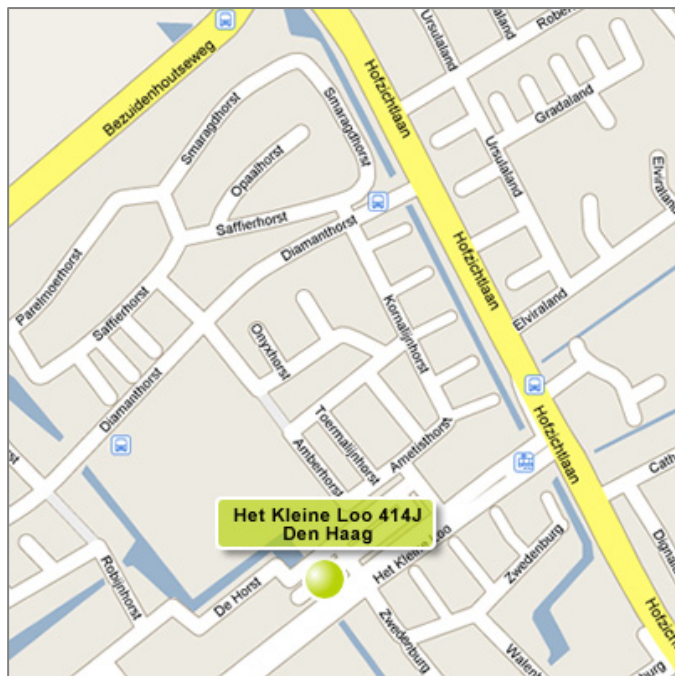 Bezuidenhoutseweg
Hofzichtlaan
Ursulaland
Gradaland
Smaragdhorst
Smaragdhorst
Opaalhorst
Ursulaland
Elviraland
Saffierhorst
Diamanthorst
Hofzichtlaan
Parelmoerhorst
Saffierhorst
Kornalijnhorst
Elviraland
Onyxhorst
Diamanthorst
Toermalijnhorst
Ametisthorst
Hofzichtlaan
Amberhorst
Het Kleine Loo 414J
Den Haag
Het Kleine Loo
Zwedenburg
Robijnhorst
De Horst
Zwedenburg